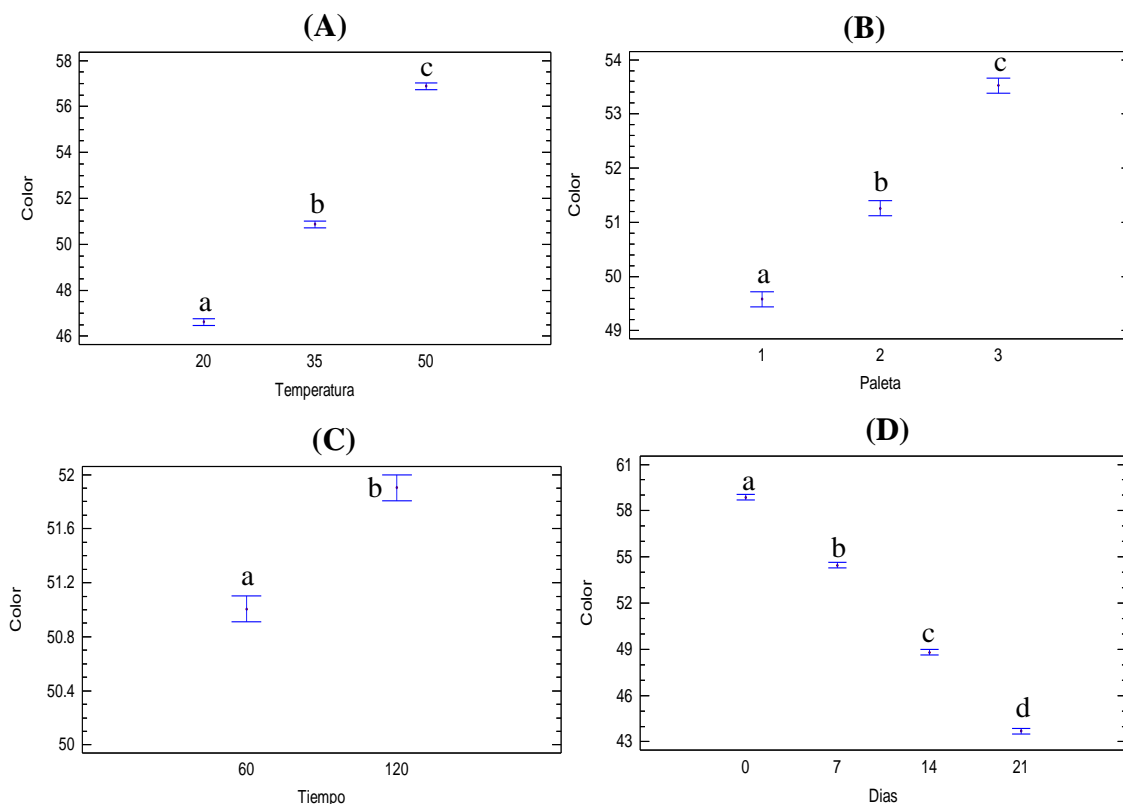 (A)
58
56
54
52
50
48
46
Color
a
b
c
20 35 50
Temperatura
(B)
54
53
52
51
50
49
Color
a
b
c
1 2 3
Paleta
(C)
52
51.6
51.2
50.8
50.4
50
Color
a
b
60 120
Tiempo
(D)
61
58
55
52
49
46
43
Color
a
b
c
d
0 7 14 21
Dias